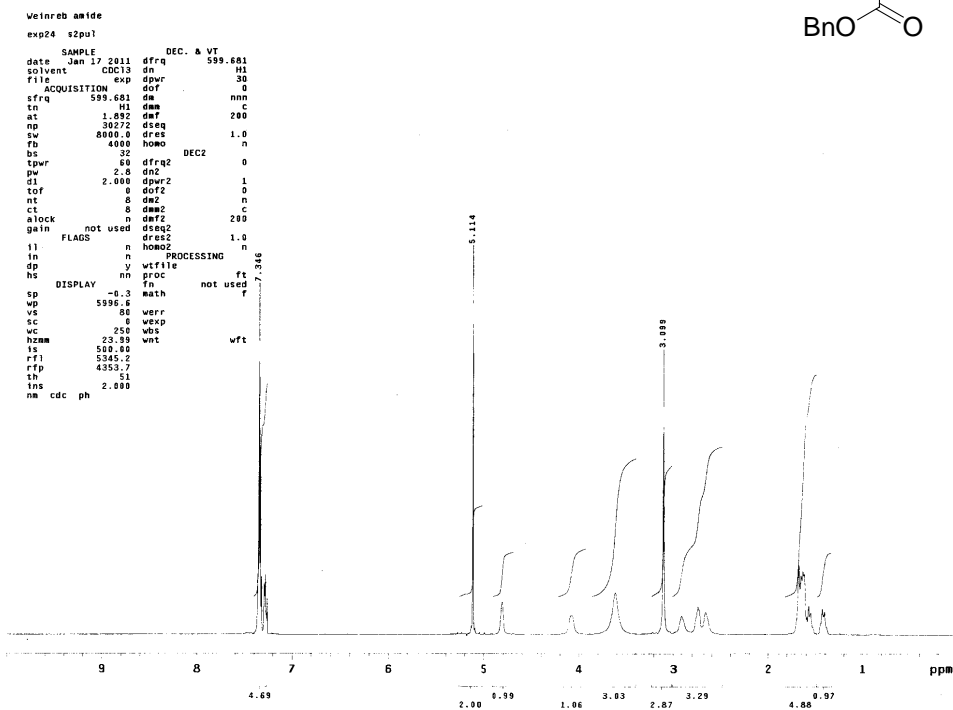 Weinreb amide
exp24 s2pul
SAMPLE DEC. & VT
date Jan 17 2011 dfrq 599.681
solvent CDCl3 dn H1
file exp dpwr 30
ACQUISITION dof 0
sfrq 599.681 dm nnn
tn H1 dmm c
at 1.892 dmf 200
np 30272 dseq
sw 8000.0 dres 1.0
fb 4000 homo n
bs 32 DEC2
tpwr 60 dfrq2 0
pw 2.8 dn2
d1 2.000 dpwr2 1
tof 0 dof2 0
nt 8 dm2 n
ct 8 dmm2 c
alock n dmf2 200
gain not used dseq2
FLAGS dres2 1.0
il n homo2 n
in n PROCESSING
dp y wtfile
hs nn proc ft
DISPLAY fn not used
sp -0.3 math f
wp 5996.6
vs 80 werr
sc 0 wexp
wc 250 wbs
hzmm 23.99 wnt wft
is 500.00
rfl 5345.2
rfp 4353.7
th 51
ins 2.000
nm cdc ph
BnO O
7.346
5.114
3.099
9 8 7 6 5 4 3 2 1 ppm
4.69 0.99 3.03 3.29 0.97
2.00 1.06 2.87 4.88